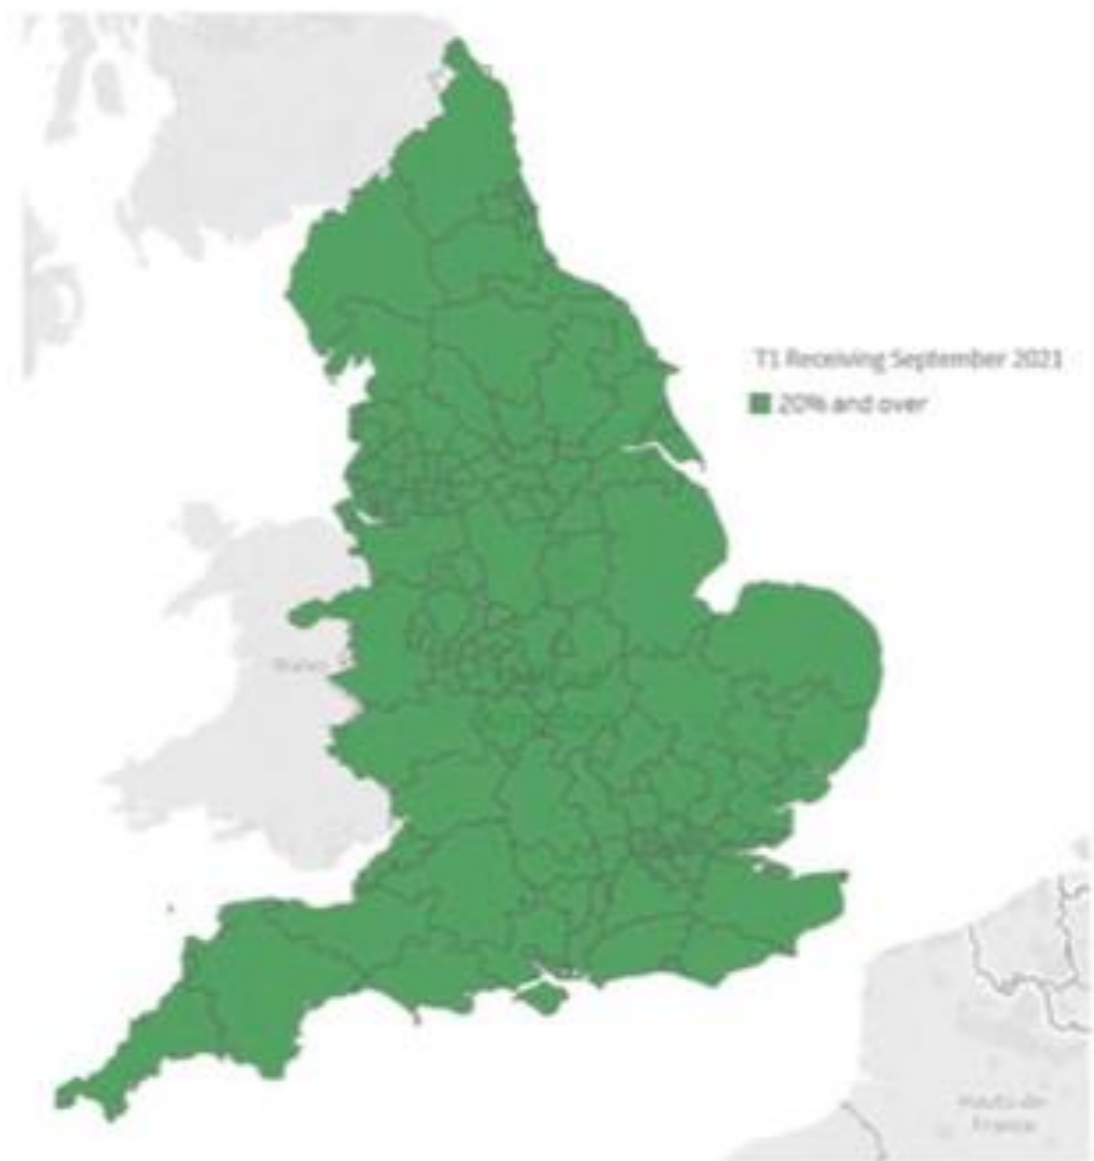 T1 Receiving September 2021
20% and over
Wales
Hauts-de-
France